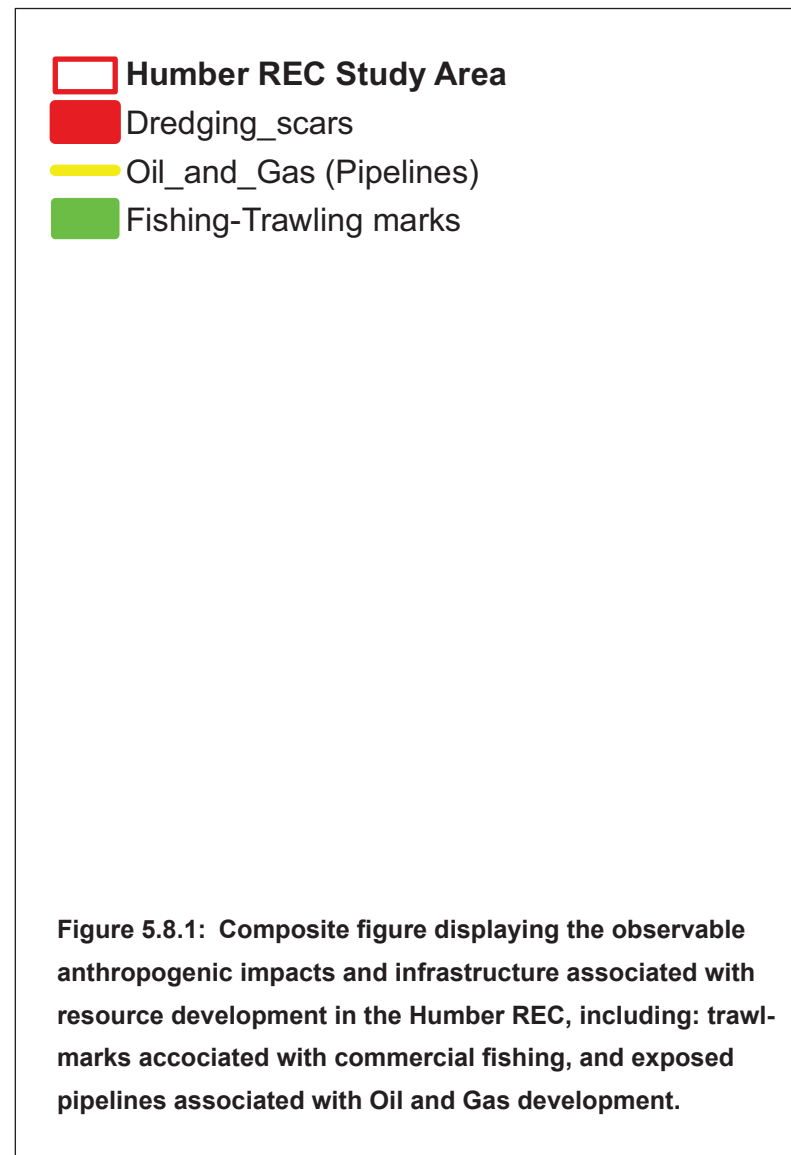 Humber REC Study Area
Dredging_scars
Oil_and_Gas (Pipelines)
Fishing-Trawling marks
Figure 5.8.1: Composite figure displaying the observable
anthropogenic impacts and infrastructure associated with
resource development in the Humber REC, including: trawl-
marks accociated with commercial fishing, and exposed
pipelines associated with Oil and Gas development.